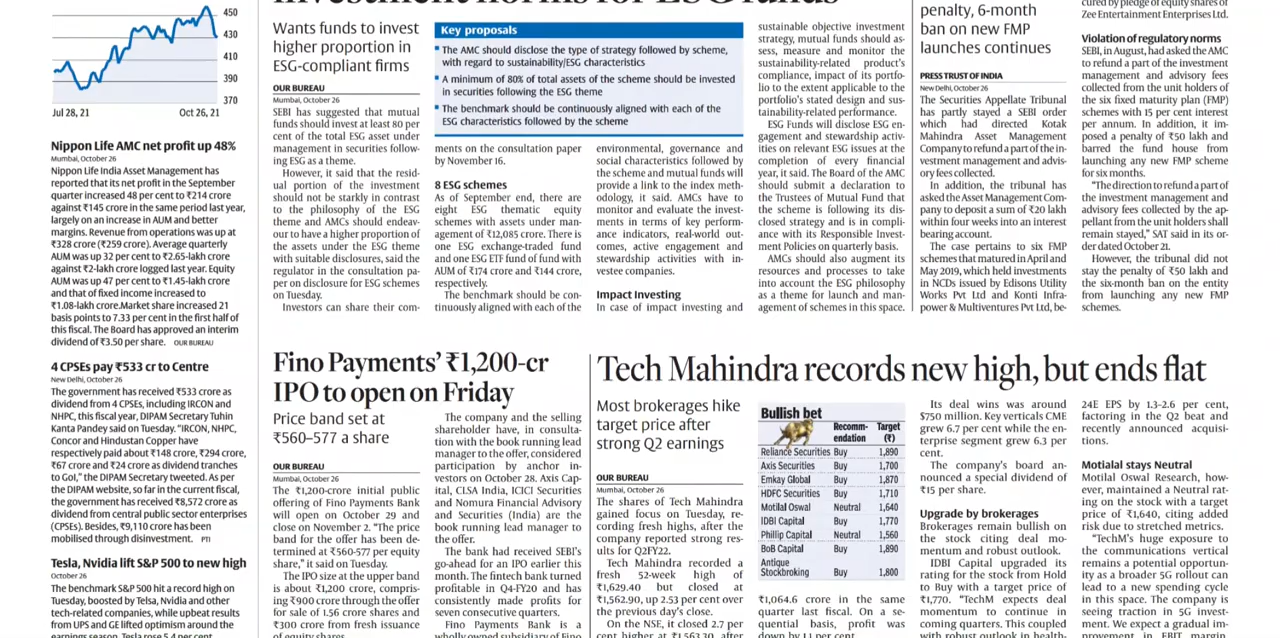 450
430
410
390
370
Jul 28, 21 Oct 26, 21
Nippon Life AMC net profit up 48%
Mumbai, October 26
Nippon Life India Asset Management has
reported that its net profit in the September
quarter increased 48 per cent to ₹214 crore
against ₹145 crore in the same period last year,
largely on an increase in AUM and better
margins. Revenue from operations was up at
₹328 crore (₹259 crore). Average quarterly
AUM was up 32 per cent to ₹2.65-lakh crore
against ₹2-lakh crore logged last year. Equity
AUM was up 47 per cent to ₹1.45-lakh crore
and that of fixed income increased to
₹1.08-lakh crore.Market share increased 21
basis points to 7.33 per cent in the first half of
this fiscal. The Board has approved an interim
dividend of ₹3.50 per share. OUR BUREAU
4 CPSEs pay ₹533 cr to Centre
New Delhi, October 26
The government has received ₹533 crore as
dividend from 4 CPSEs, including IRCON and
NHPC, this fiscal year, DIPAM Secretary Tuhin
Kanta Pandey said on Tuesday. "IRCON, NHPC,
Concor and Hindustan Copper have
respectively paid about ₹148 crore, ₹294 crore,
₹67 crore and ₹24 crore as dividend tranches
to GoI," the DIPAM Secretary tweeted. As per
the DIPAM website, so far in the current fiscal,
the government has received ₹8,572 crore as
dividend from central public sector enterprises
(CPSEs). Besides, ₹9,110 crore has been
mobilised through disinvestment. PTI
Tesla, Nvidia lift S&P 500 to new high
October 26
The benchmark S&P 500 hit a record high on
Tuesday, boosted by Telsa, Nvidia and other
tech-related companies, while upbeat results
from UPS and GE lifted optimism around the
earnings season. Tesla rose 5.4 per cent
Investment norms for ESG funds
Wants funds to invest
higher proportion in
ESG-compliant firms
OUR BUREAU
Mumbai, October 26
SEBI has suggested that mutual
funds should invest at least 80 per
cent of the total ESG asset under
management in securities follow-
ing ESG as a theme.
However, it said that the resid-
ual portion of the investment
should not be starkly in contrast
to the philosophy of the ESG
theme and AMCs should endeav-
our to have a higher proportion of
the assets under the ESG theme
with suitable disclosures, said the
regulator in the consultation pa-
per on disclosure for ESG schemes
on Tuesday.
Investors can share their com-
Key proposals
The AMC should disclose the type of strategy followed by scheme,
with regard to sustainability/ESG characteristics
A minimum of 80% of total assets of the scheme should be invested
in securities following the ESG theme
The benchmark should be continuously aligned with each of the
ESG characteristics followed by the scheme
ments on the consultation paper
by November 16.
8 ESG schemes
As of September end, there are
eight ESG thematic equity
schemes with assets under man-
agement of ₹12,085 crore. There is
one ESG exchange-traded fund
and one ESG ETF fund of fund with
AUM of ₹174 crore and ₹144 crore,
respectively.
The benchmark should be con-
tinuously aligned with each of the
environmental, governance and
social characteristics followed by
the scheme and mutual funds will
provide a link to the index meth-
odology, it said. AMCs have to
monitor and evaluate the invest-
ments in terms of key perform-
ance indicators, real-world out-
comes, active engagement and
stewardship activities with in-
vestee companies.
Impact Investing
In case of impact investing and
sustainable objective investment
strategy, mutual funds should as-
sess, measure and monitor the
sustainability-related product's
compliance, impact of its portfo-
lio to the extent applicable to the
portfolio's stated design and sus-
tainability-related performance.
ESG Funds will disclose ESG en-
gagement and stewardship activ-
ities on relevant ESG issues at the
completion of every financial
year, it said. The Board of the AMC
should submit a declaration to
the Trustees of Mutual Fund that
the scheme is following its dis-
closed strategy and is in compli-
ance with its Responsible Invest-
ment Policies on quarterly basis.
AMCs should also augment its
resources and processes to take
into account the ESG philosophy
as a theme for launch and man-
agement of schemes in this space.
penalty, 6-month
ban on new FMP
launches continues
PRESS TRUST OF INDIA
New Delhi, October 26
The Securities Appellate Tribunal
has partly stayed a SEBI order
which had directed Kotak
Mahindra Asset Management
Company to refund a part of the in-
vestment management and advis-
ory fees collected.
In addition, the tribunal has
asked the Asset Management Com-
pany to deposit a sum of ₹20 lakh
within four weeks into an interest
bearing account.
The case pertains to six FMP
schemes that matured in April and
May 2019, which held investments
in NCDs issued by Edisons Utility
Works Pvt Ltd and Konti Infra-
power & Multiventures Pvt Ltd, be-
cured by pledge of equity shares of
Zee Entertainment Enterprises Ltd.
Violation of regulatory norms
SEBI, in August, had asked the AMC
to refund a part of the investment
management and advisory fees
collected from the unit holders of
the six fixed maturity plan (FMP)
schemes with 15 per cent interest
per annum. In addition, it im-
posed a penalty of ₹50 lakh and
barred the fund house from
launching any new FMP scheme
for six months.
"The direction to refund a part of
the investment management and
advisory fees collected by the ap-
pellant from the unit holders shall
remain stayed," SAT said in its or-
der dated October 21.
However, the tribunal did not
stay the penalty of ₹50 lakh and
the six-month ban on the entity
from launching any new FMP
schemes.
Fino Payments' ₹1,200-cr
IPO to open on Friday
Price band set at
₹560–577 a share
OUR BUREAU
Mumbai, October 26
The ₹1,200-crore initial public
offering of Fino Payments Bank
will open on October 29 and
close on November 2. "The price
band for the offer has been de-
termined at ₹560-577 per equity
share," it said on Tuesday.
The IPO size at the upper band
is about ₹1,200 crore, compris-
ing ₹900 crore through the offer
for sale of 1.56 crore shares and
₹300 crore from fresh issuance
of equity shares.
The company and the selling
shareholder have, in consulta-
tion with the book running lead
manager to the offer, considered
participation by anchor in-
vestors on October 28. Axis Cap-
ital, CLSA India, ICICI Securities
and Nomura Financial Advisory
and Securities (India) are the
book running lead manager to
the offer.
The bank had received SEBI's
go-ahead for an IPO earlier this
month. The fintech bank turned
profitable in Q4-FY20 and has
consistently made profits for
seven consecutive quarters.
Fino Payments Bank is a
wholly owned subsidiary of Fino
Tech Mahindra records new high, but ends flat
Most brokerages hike
target price after
strong Q2 earnings
OUR BUREAU
Mumbai, October 26
The shares of Tech Mahindra
gained focus on Tuesday, re-
cording fresh highs, after the
company reported strong res-
ults for Q2FY22.
Tech Mahindra recorded a
fresh 52-week high of
₹1,629.40 but closed at
₹1,562.90, up 2.53 per cent over
the previous day's close.
On the NSE, it closed 2.7 per
cent higher at ₹1,563.30, after
Bullish bet
Recomm- Target
endation (₹)
Reliance Securities Buy 1,890
Axis Securities Buy 1,700
Emkay Global Buy 1,870
HDFC Securities Buy 1,710
Motilal Oswal Neutral 1,640
IDBI Capital Buy 1,770
Phillip Capital Neutral 1,560
BoB Capital Buy 1,890
Antique
Stockbroking Buy 1,800
₹1,064.6 crore in the same
quarter last fiscal. On a se-
quential basis, profit was
down by 1.1 per cent.
Its deal wins were around
$750 million. Key verticals CME
grew 6.7 per cent while the en-
terprise segment grew 6.3 per
cent.
The company's board an-
nounced a special dividend of
₹15 per share.
Upgrade by brokerages
Brokerages remain bullish on
the stock citing deal mo-
mentum and robust outlook.
IDBI Capital upgraded its
rating for the stock from Hold
to Buy with a target price of
₹1,770. "TechM expects deal
momentum to continue in
coming quarters. This coupled
with robust outlook in health-
24E EPS by 1.3-2.6 per cent,
factoring in the Q2 beat and
recently announced acquisi-
tions.
Motialal stays Neutral
Motilal Oswal Research, how-
ever, maintained a Neutral rat-
ing on the stock with a target
price of ₹1,640, citing added
risk due to stretched metrics.
"TechM's huge exposure to
the communications vertical
remains a potential opportun-
ity as a broader 5G rollout can
lead to a new spending cycle
in this space. The company is
seeing traction in 5G invest-
ment. We expect a gradual im-
provement in EBIT margin,